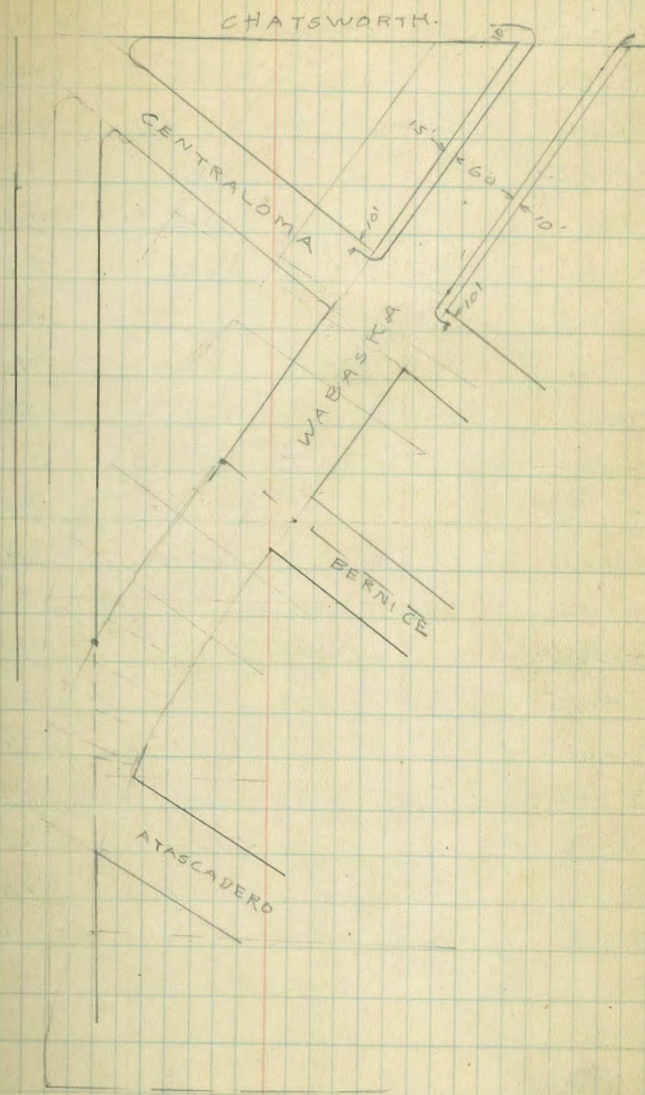 CHATSWORTH.
10'
CENTRALOMA
15'
60
10'
10'
10'
WABASKA
BERNICE
ATASCADERO